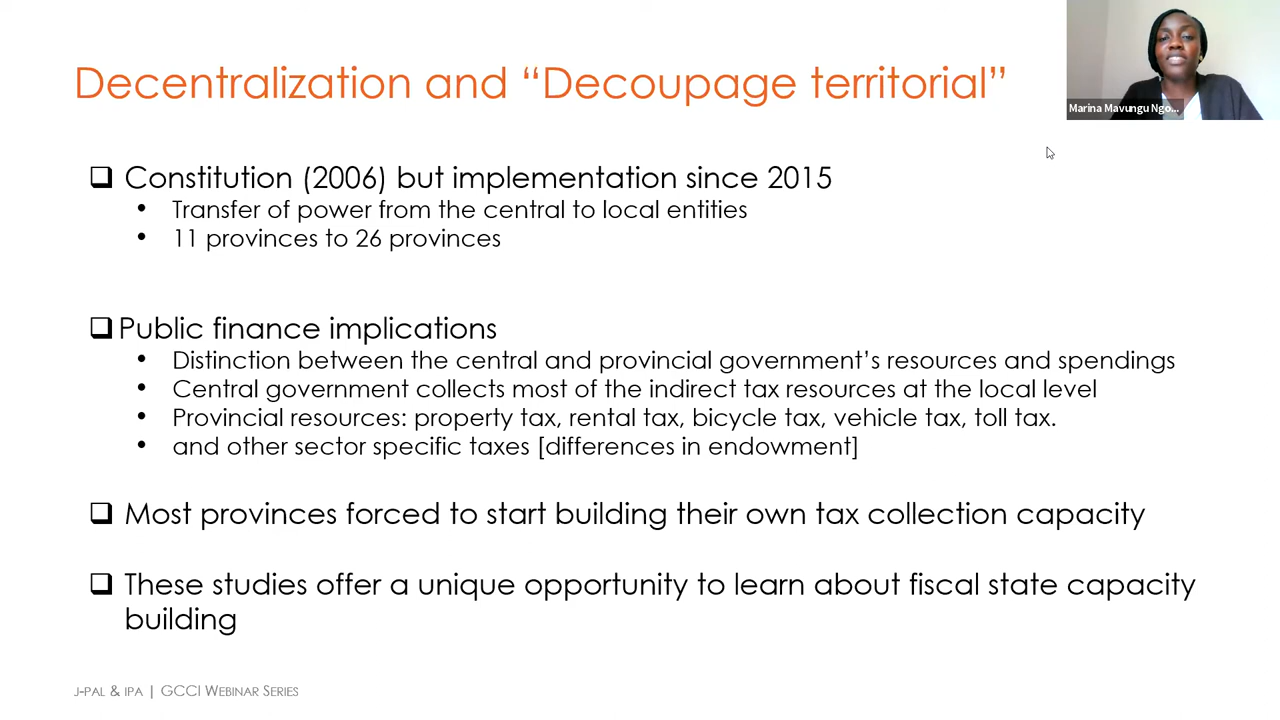 Decentralization and “Decoupage territorial”
Marina Mavungu Ngo...
Constitution (2006) but implementation since 2015
• Transfer of power from the central to local entities
• 11 provinces to 26 provinces
Public finance implications
• Distinction between the central and provincial government’s resources and spendings
• Central government collects most of the indirect tax resources at the local level
• Provincial resources: property tax, rental tax, bicycle tax, vehicle tax, toll tax.
• and other sector specific taxes [differences in endowment]
Most provinces forced to start building their own tax collection capacity
These studies offer a unique opportunity to learn about fiscal state capacity
building
J-PAL & IPA | GCCI WEBINAR SERIES